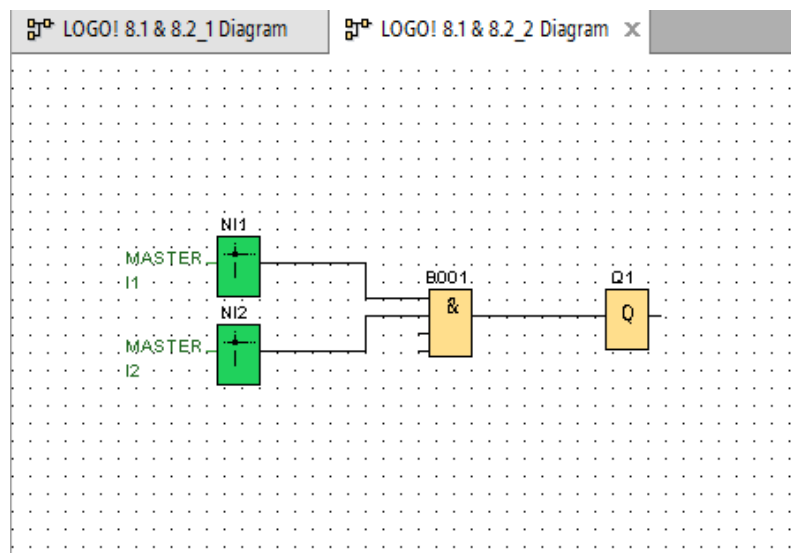 LOGO! 8.1 & 8.2_1 Diagram
LOGO! 8.1 & 8.2_2 Diagram
NI1
MASTER
I1
NI2
MASTER
I2
B001
&
Q1
Q